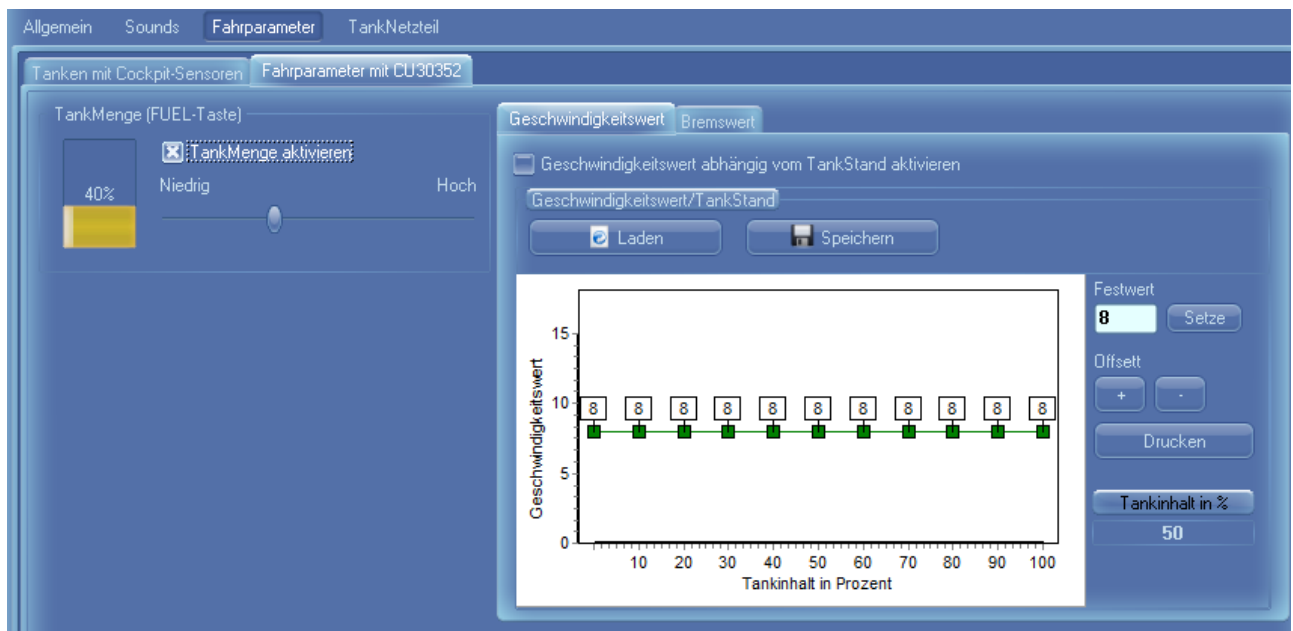 Allgemein Sounds Fahrparameter TankNetzteil
Tanken mit Cockpit-Sensoren Fahrparameter mit CU30352
TankMenge (FUEL-Taste)
TankMenge aktivieren
40%
Niedrig Hoch
Geschwindigkeitswert Bremswert
Geschwindigkeitswert abhängig vom TankStand aktivieren
Geschwindigkeitswert/TankStand
Laden Speichern
Geschwindigkeitswert
15
10
5
0
8 8 8 8 8 8 8 8 8 8 8
10 20 30 40 50 60 70 80 90 100
Tankinhalt in Prozent
Festwert
8 Setze
Offsett
+ -
Drucken
Tankinhalt in %
50